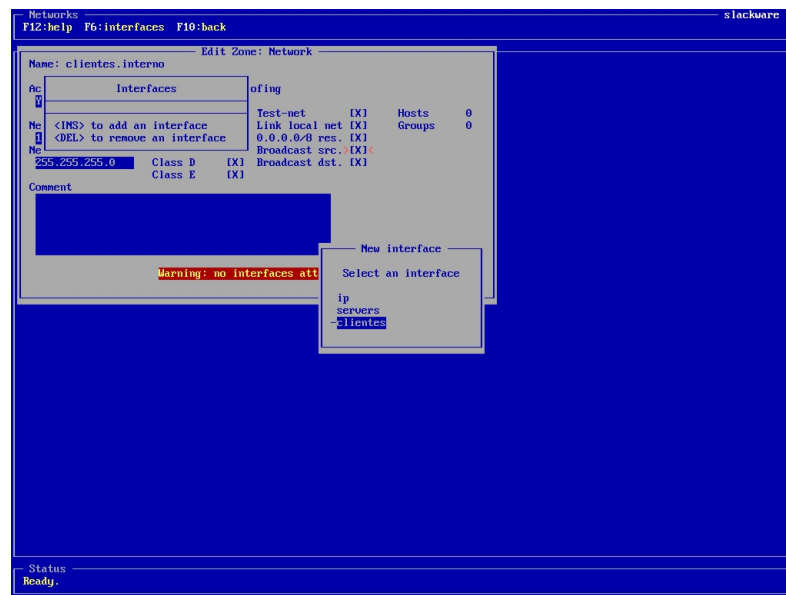 Networks slackware
F12:help F6:interfaces F10:back
Edit Zone: Network
Name: clientes.interno
Ac Interfaces ofing
Y
Test-net [X] Hosts 0
Ne <INS> to add an interface Link local net [X] Groups 0
1 <DEL> to remove an interface 0.0.0.0/8 res. [X]
Ne Broadcast src.>[X]<
255.255.255.0 Class D [X] Broadcast dst. [X]
Class E [X]
Comment
New interface
Warning: no interfaces att Select an interface
ip
servers
-clientes
Status
Ready.